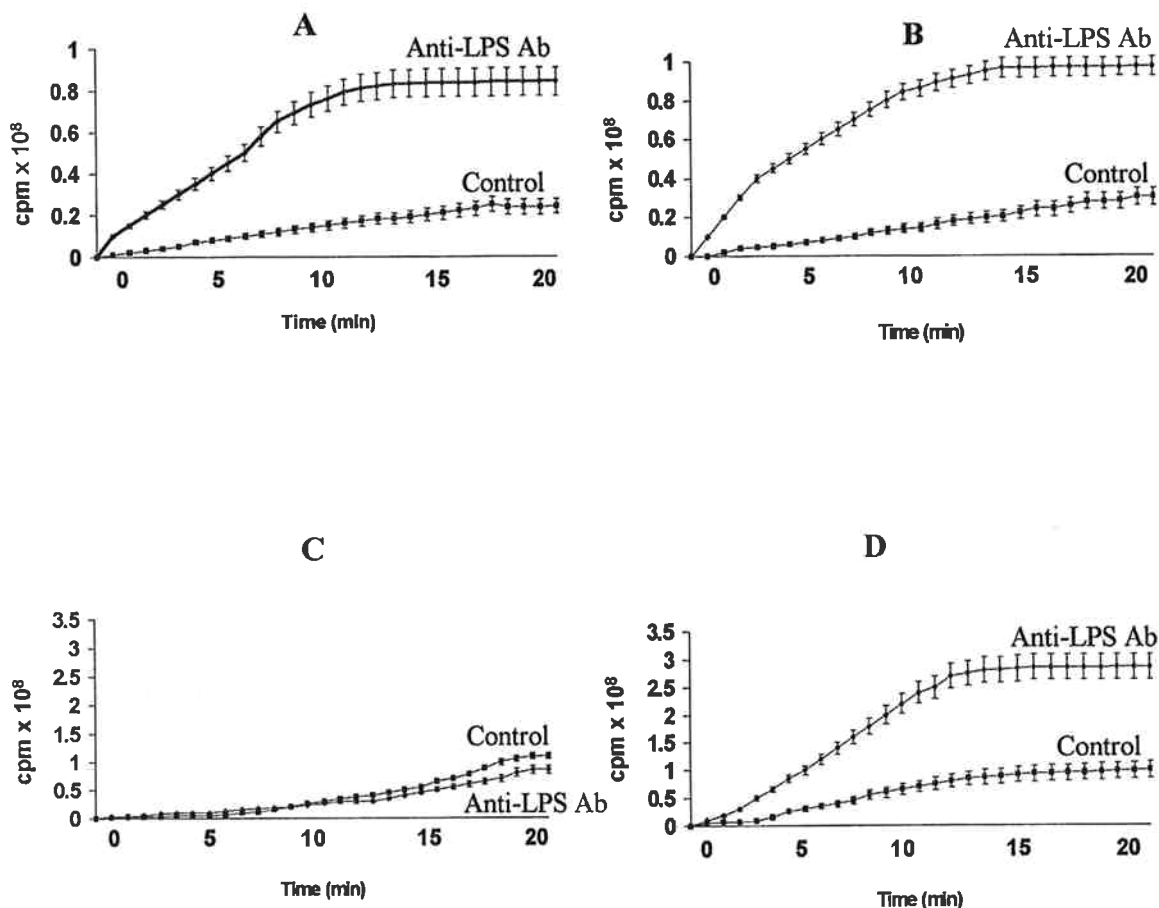 A
Anti-LPS Ab
1
0.8
0.6
0.4
0.2
0
cpm x 10⁸
Control
0 5 10 15 20
Time (min)
B
Anti-LPS Ab
1
0.8
0.6
0.4
0.2
0
cpm x 10⁸
Control
0 5 10 15 20
Time (min)
C
3.5
3
2.5
2
1.5
1
0.5
0
cpm x 10⁸
Control
Anti-LPS Ab
0 5 10 15 20
Time (min)
D
3.5
3
2.5
2
1.5
1
0.5
0
cpm x 10⁸
Anti-LPS Ab
Control
0 5 10 15 20
Time (min)